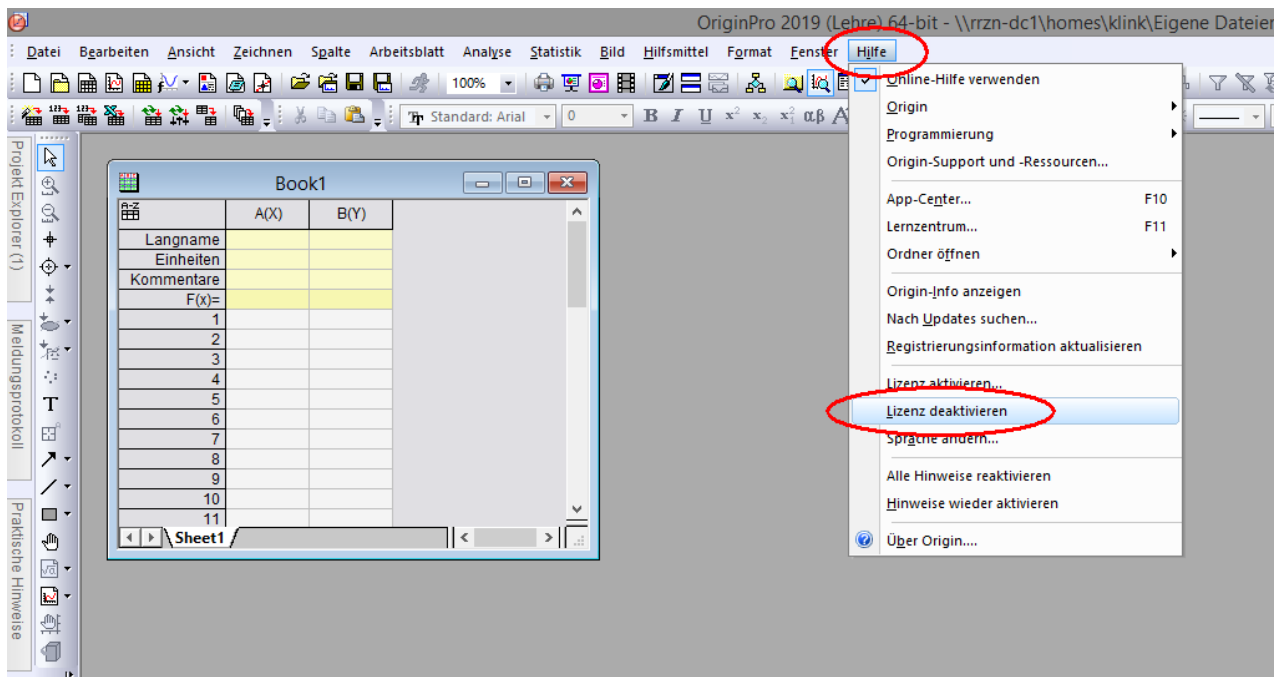 OriginPro 2019 (Lehre) 64-bit - \\rrzn-dc1\homes\klink\Eigene Dateien
Datei Bearbeiten Ansicht Zeichnen Spalte Arbeitsblatt Analyse Statistik Bild Hilfsmittel Format Fenster Hilfe
100%
Standard: Arial 0 B I U x² x₂ αβ A
Online-Hilfe verwenden
Origin
Programmierung
Origin-Support und -Ressourcen...
App-Center... F10
Lernzentrum... F11
Ordner öffnen
Origin-Info anzeigen
Nach Updates suchen...
Registrierungsinformation aktualisieren
Lizenz aktivieren...
Lizenz deaktivieren
Sprache ändern...
Alle Hinweise reaktivieren
Hinweise wieder aktivieren
Über Origin....
Projekt Explorer (1)
Meldungsprotokoll
Praktische Hinweise
T
Book1
A(X) B(Y)
Langname
Einheiten
Kommentare
F(x)=
1
2
3
4
5
6
7
8
9
10
11
Sheet1